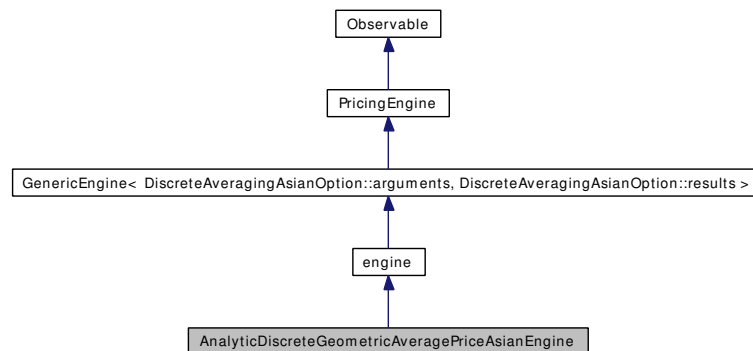 Observable
PricingEngine
GenericEngine< DiscreteAveragingAsianOption::arguments, DiscreteAveragingAsianOption::results >
engine
AnalyticDiscreteGeometricAveragePriceAsianEngine